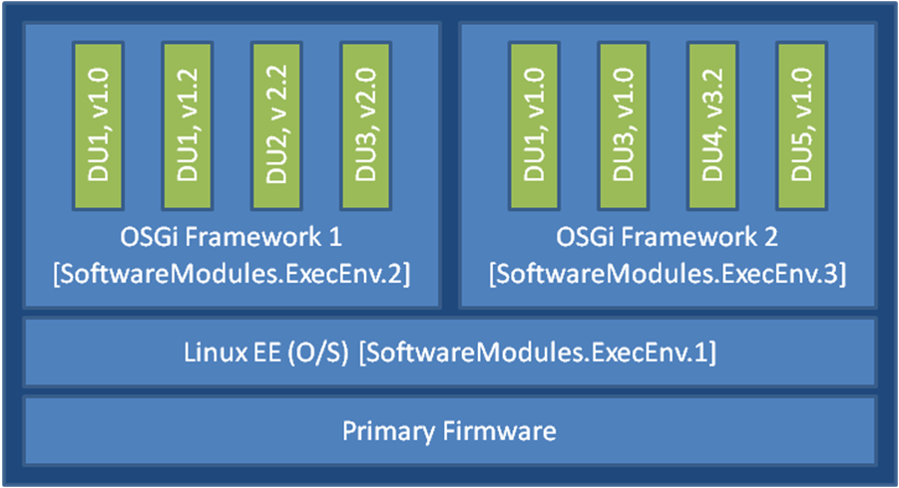 DU1, v1.0
DU1, v1.2
DU2, v 2.2
DU3, v2.0
OSGi Framework 1
[SoftwareModules.ExecEnv.2]
DU1, v1.0
DU3, v1.0
DU4, v3.2
DU5, v1.0
OSGi Framework 2
[SoftwareModules.ExecEnv.3]
Linux EE (O/S) [SoftwareModules.ExecEnv.1]
Primary Firmware